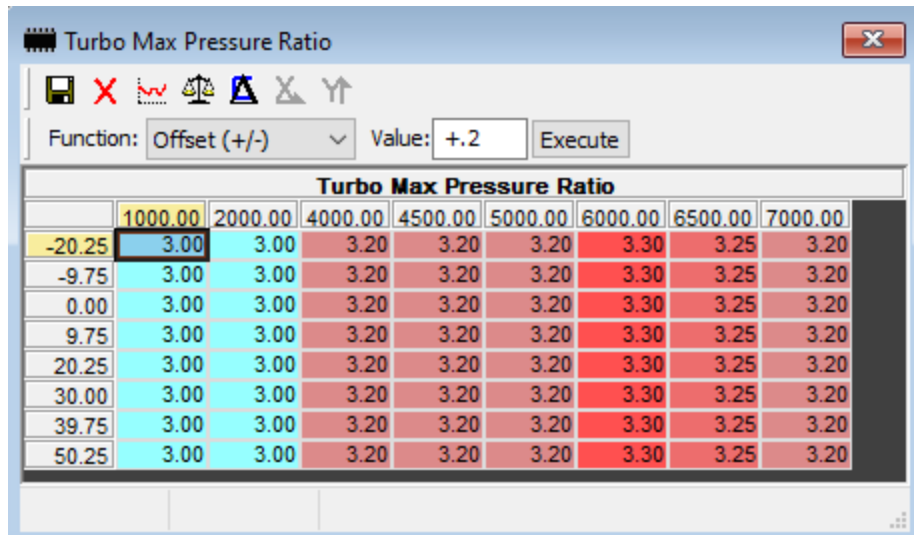 Turbo Max Pressure Ratio
Function: Offset (+/-) Value: +.2 Execute
Turbo Max Pressure Ratio
1000.00 2000.00 4000.00 4500.00 5000.00 6000.00 6500.00 7000.00
-20.25 3.00 3.00 3.20 3.20 3.20 3.30 3.25 3.20
-9.75 3.00 3.00 3.20 3.20 3.20 3.30 3.25 3.20
0.00 3.00 3.00 3.20 3.20 3.20 3.30 3.25 3.20
9.75 3.00 3.00 3.20 3.20 3.20 3.30 3.25 3.20
20.25 3.00 3.00 3.20 3.20 3.20 3.30 3.25 3.20
30.00 3.00 3.00 3.20 3.20 3.20 3.30 3.25 3.20
39.75 3.00 3.00 3.20 3.20 3.20 3.30 3.25 3.20
50.25 3.00 3.00 3.20 3.20 3.20 3.30 3.25 3.20